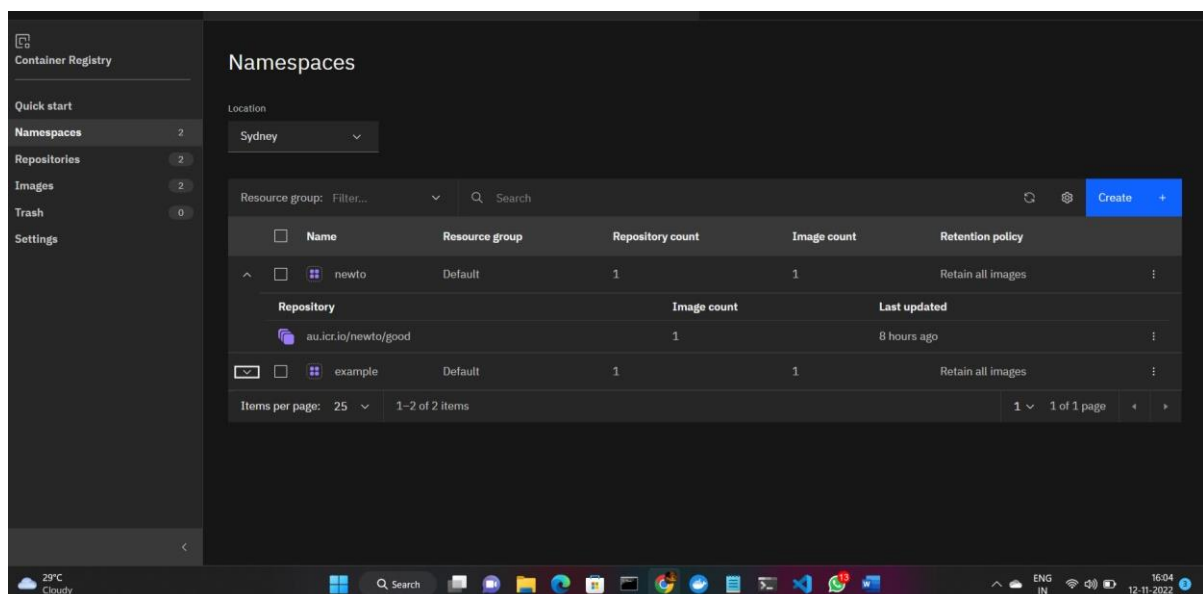 Container Registry
Quick start
Namespaces 2
Repositories 2
Images 2
Trash 0
Settings
Namespaces
Location
Sydney
Resource group: Filter... Search Create +
Name Resource group Repository count Image count Retention policy
newto Default 1 1 Retain all images
Repository Image count Last updated
au.icr.io/newto/good 1 8 hours ago
example Default 1 1 Retain all images
Items per page: 25 1–2 of 2 items 1 1 of 1 page
29°C
Cloudy
Search
13
ENG
IN
16:04
12-11-2022
3